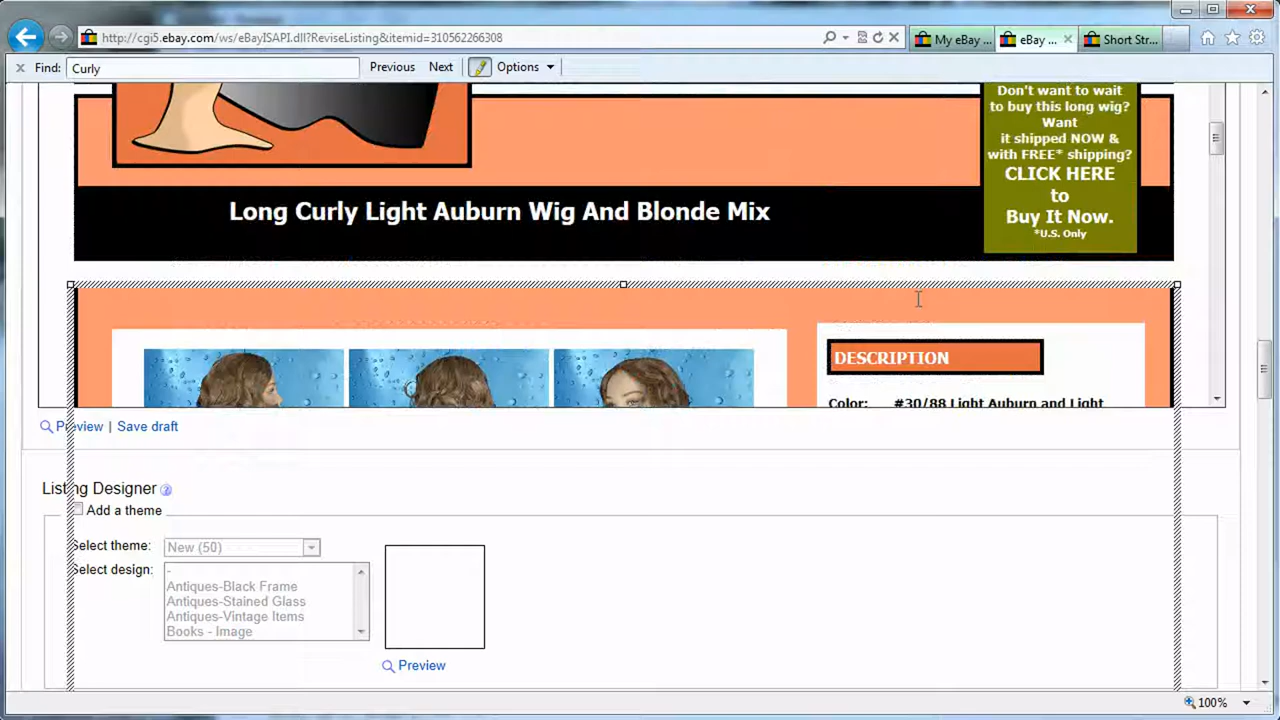 http://cgi5.ebay.com/ws/eBayISAPI.dll?ReviseListing&itemid=310562266308
My eBay ...
eBay ...
Short Str...
Find: Curly
Previous
Next
Options
Don't want to wait
to buy this long wig?
Want
it shipped NOW &
with FREE* shipping?
CLICK HERE
to
Buy It Now.
*U.S. Only
Long Curly Light Auburn Wig And Blonde Mix
DESCRIPTION
Color: #30/88 Light Auburn and Light
Preview | Save draft
Listing Designer
Add a theme
Select theme: New (50)
Select design: -
Antiques-Black Frame
Antiques-Stained Glass
Antiques-Vintage Items
Books - Image
Preview
100%